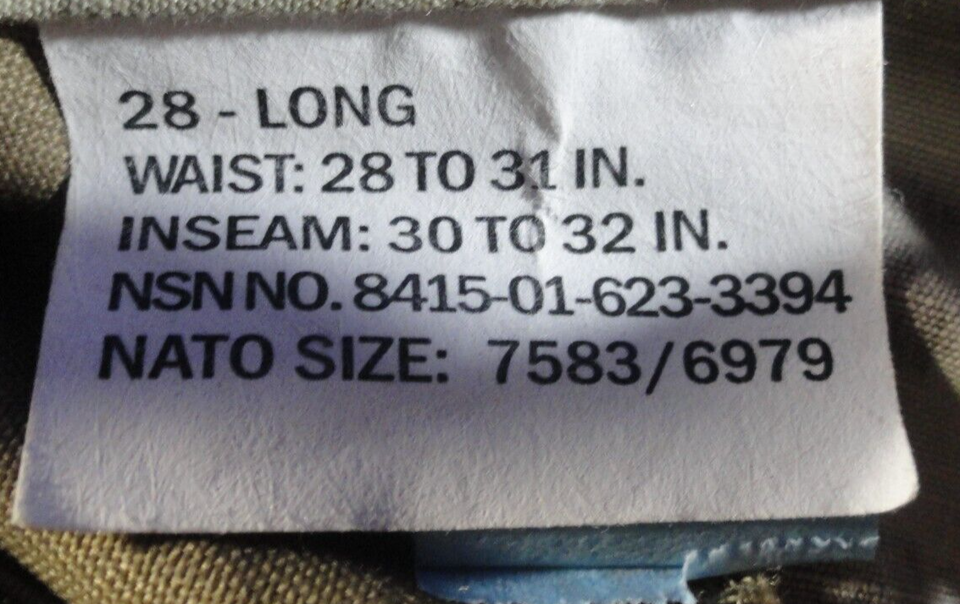 28 - LONG
WAIST: 28 TO 31 IN.
INSEAM: 30 TO 32 IN.
NSN NO. 8415-01-623-3394
NATO SIZE: 7583/6979